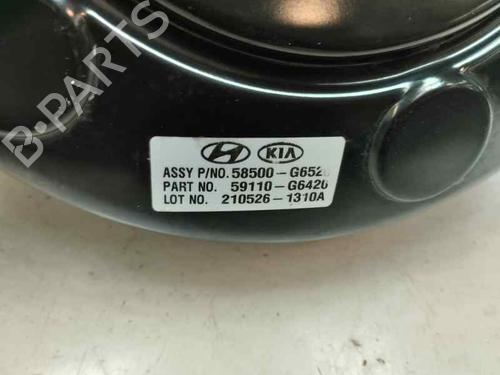 B-PARTS
KIA
ASSY P/NO. 58500-G652
PART NO. 59110-G6420
LOT NO. 210526-1310A